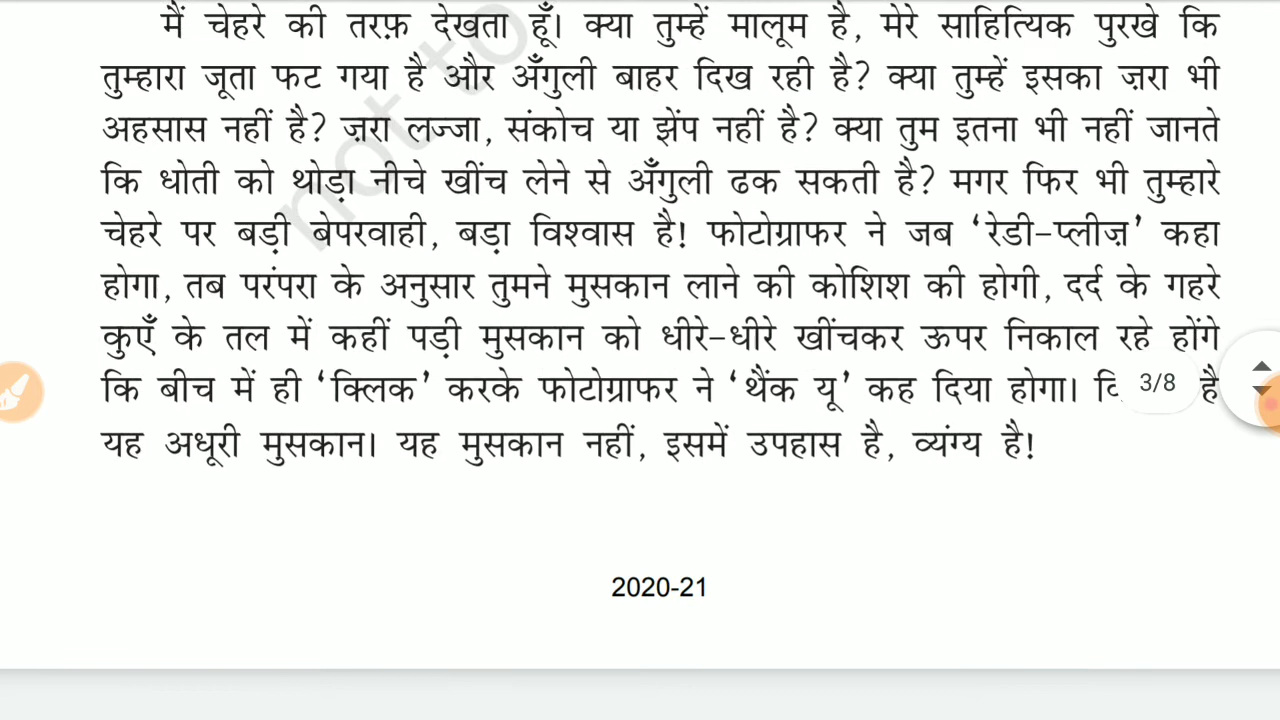 मैं चेहरे की तरफ़ देखता हूँ। क्या तुम्हें मालूम है, मेरे साहित्यिक पुरखे कि
तुम्हारा जूता फट गया है और अँगुली बाहर दिख रही है? क्या तुम्हें इसका ज़रा भी
अहसास नहीं है? ज़रा लज्जा, संकोच या झेंप नहीं है? क्या तुम इतना भी नहीं जानते
कि धोती को थोड़ा नीचे खींच लेने से अँगुली ढक सकती है? मगर फिर भी तुम्हारे
चेहरे पर बड़ी बेपरवाही, बड़ा विश्वास है! फोटोग्राफर ने जब ‘रेडी-प्लीज़’ कहा
होगा, तब परंपरा के अनुसार तुमने मुसकान लाने की कोशिश की होगी, दर्द के गहरे
कुएँ के तल में कहीं पड़ी मुसकान को धीरे-धीरे खींचकर ऊपर निकाल रहे होंगे
कि बीच में ही ‘क्लिक’ करके फोटोग्राफर ने ‘थैंक यू’ कह दिया होगा। है
3/8
यह अधूरी मुसकान। यह मुसकान नहीं, इसमें उपहास है, व्यंग्य है!
not to
2020-21